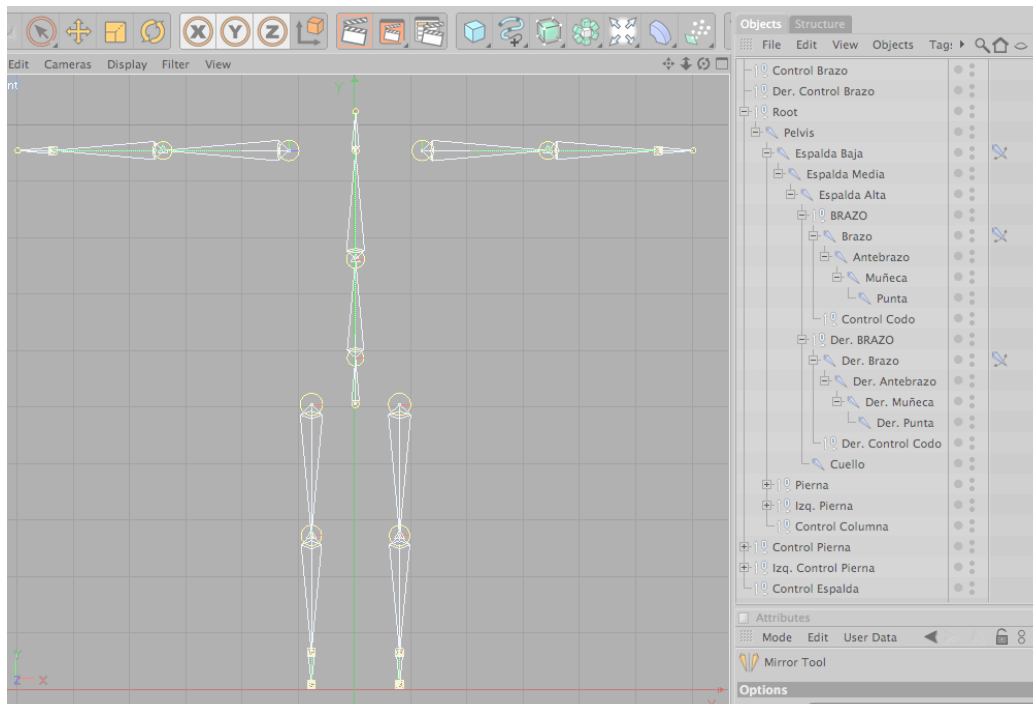 X Y Z
Objects Structure
File Edit View Objects Tag:
Edit Cameras Display Filter View
nt
Y
Control Brazo
Der. Control Brazo
Root
Pelvis
Espalda Baja
Espalda Media
Espalda Alta
BRAZO
Brazo
Antebrazo
Muñeca
Punta
Control Codo
Der. BRAZO
Der. Brazo
Der. Antebrazo
Der. Muñeca
Der. Punta
Der. Control Codo
Cuello
Pierna
Izq. Pierna
Control Columna
Control Pierna
Izq. Control Pierna
Control Espalda
Attributes
Mode Edit User Data
Mirror Tool
Options
Y
Z X
X